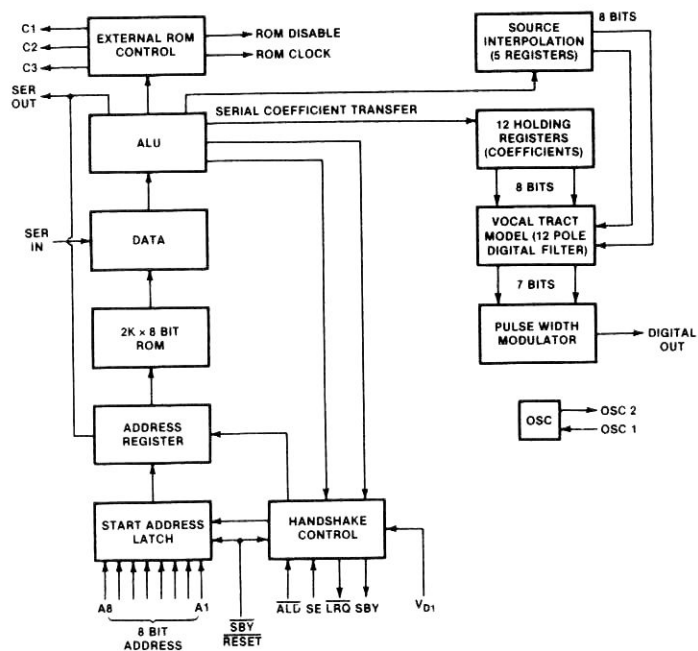 C1
C2
C3
EXTERNAL ROM
CONTROL
ROM DISABLE
ROM CLOCK
SOURCE
INTERPOLATION
(5 REGISTERS)
8 BITS
SER
OUT
SERIAL COEFFICIENT TRANSFER
ALU
12 HOLDING
REGISTERS
(COEFFICIENTS)
8 BITS
SER
IN
DATA
VOCAL TRACT
MODEL (12 POLE
DIGITAL FILTER)
7 BITS
2K × 8 BIT
ROM
PULSE WIDTH
MODULATOR
DIGITAL
OUT
ADDRESS
REGISTER
OSC
OSC 2
OSC 1
START ADDRESS
LATCH
HANDSHAKE
CONTROL
A8
A1
8 BIT
ADDRESS
SBY
RESET
ALD SE LRQ SBY
VD1